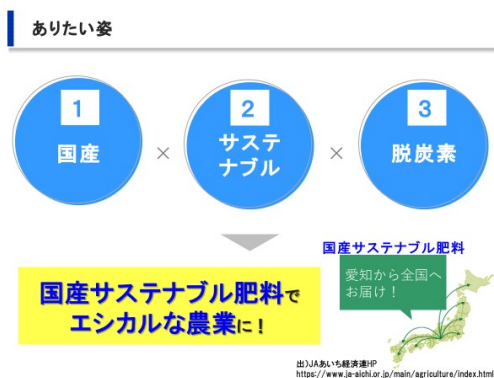 ありたい姿
1
国産
×
2
サステ
ナブル
×
3
脱炭素
国産サステナブル肥料
愛知から全国へ
お届け！
国産サステナブル肥料で
エシカルな農業に！
出）JAあいち経済連HP
https://www.ja-aichi.or.jp/main/agriculture/index.html